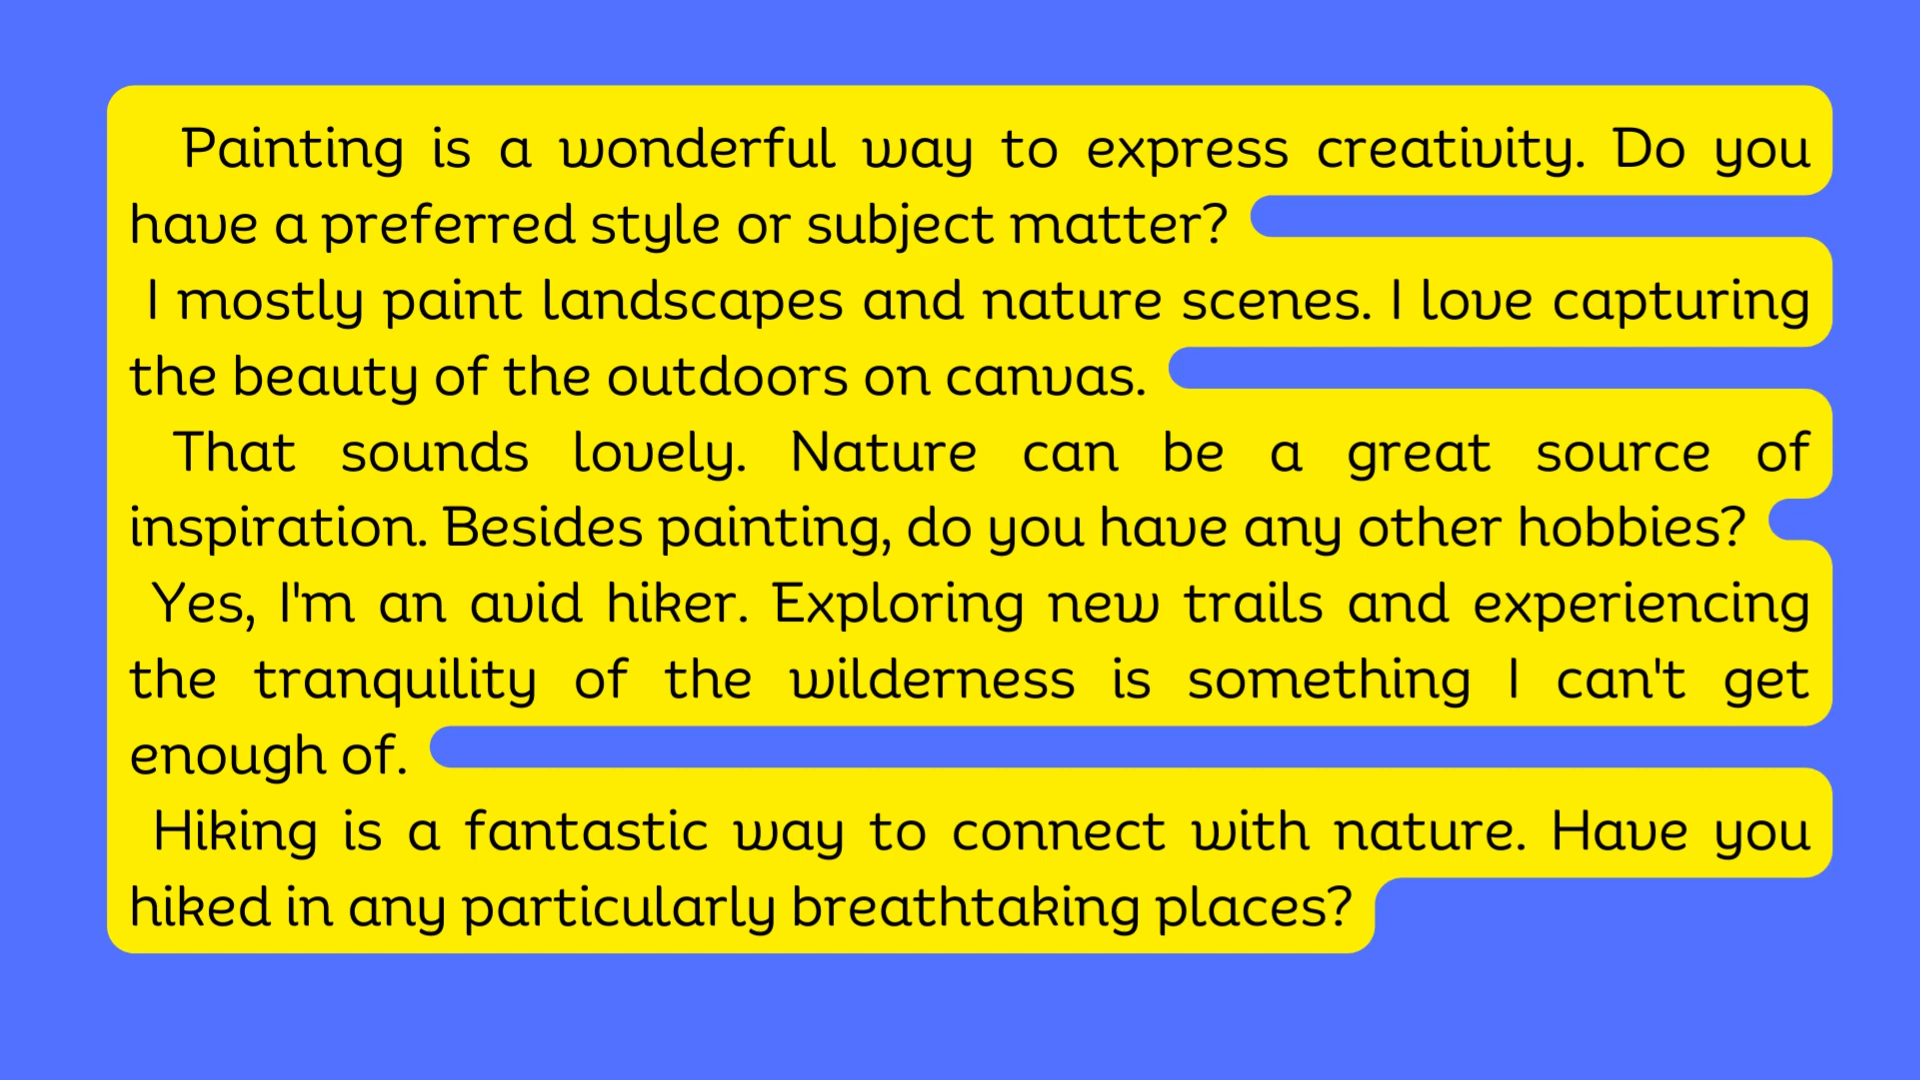 Painting is a wonderful way to express creativity. Do you
have a preferred style or subject matter?
I mostly paint landscapes and nature scenes. I love capturing
the beauty of the outdoors on canvas.
That sounds lovely. Nature can be a great source of
inspiration. Besides painting, do you have any other hobbies?
Yes, I'm an avid hiker. Exploring new trails and experiencing
the tranquility of the wilderness is something I can't get
enough of.
Hiking is a fantastic way to connect with nature. Have you
hiked in any particularly breathtaking places?